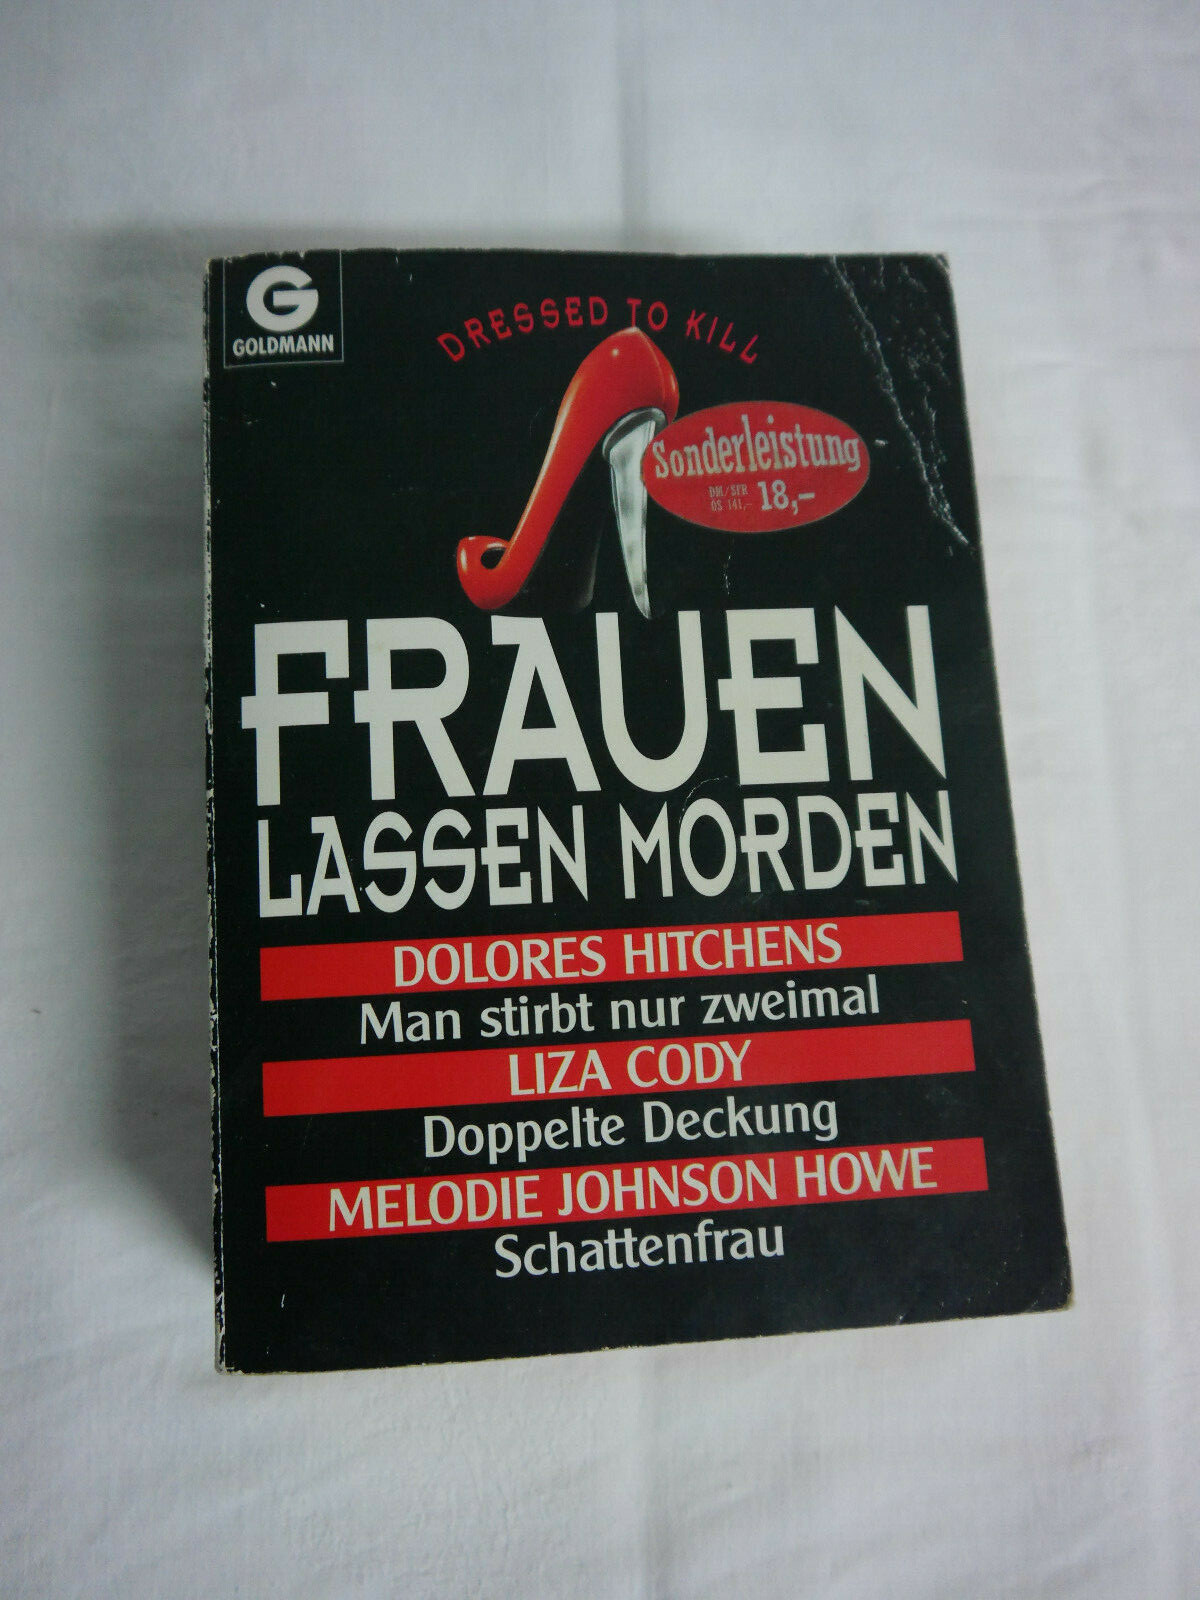 G
GOLDMANN
DRESSED TO KILL
Sonderleistung
DM/SFR
ÖS 141,- 18,-
FRAUEN
LASSEN MORDEN
DOLORES HITCHENS
Man stirbt nur zweimal
LIZA CODY
Doppelte Deckung
MELODIE JOHNSON HOWE
Schattenfrau